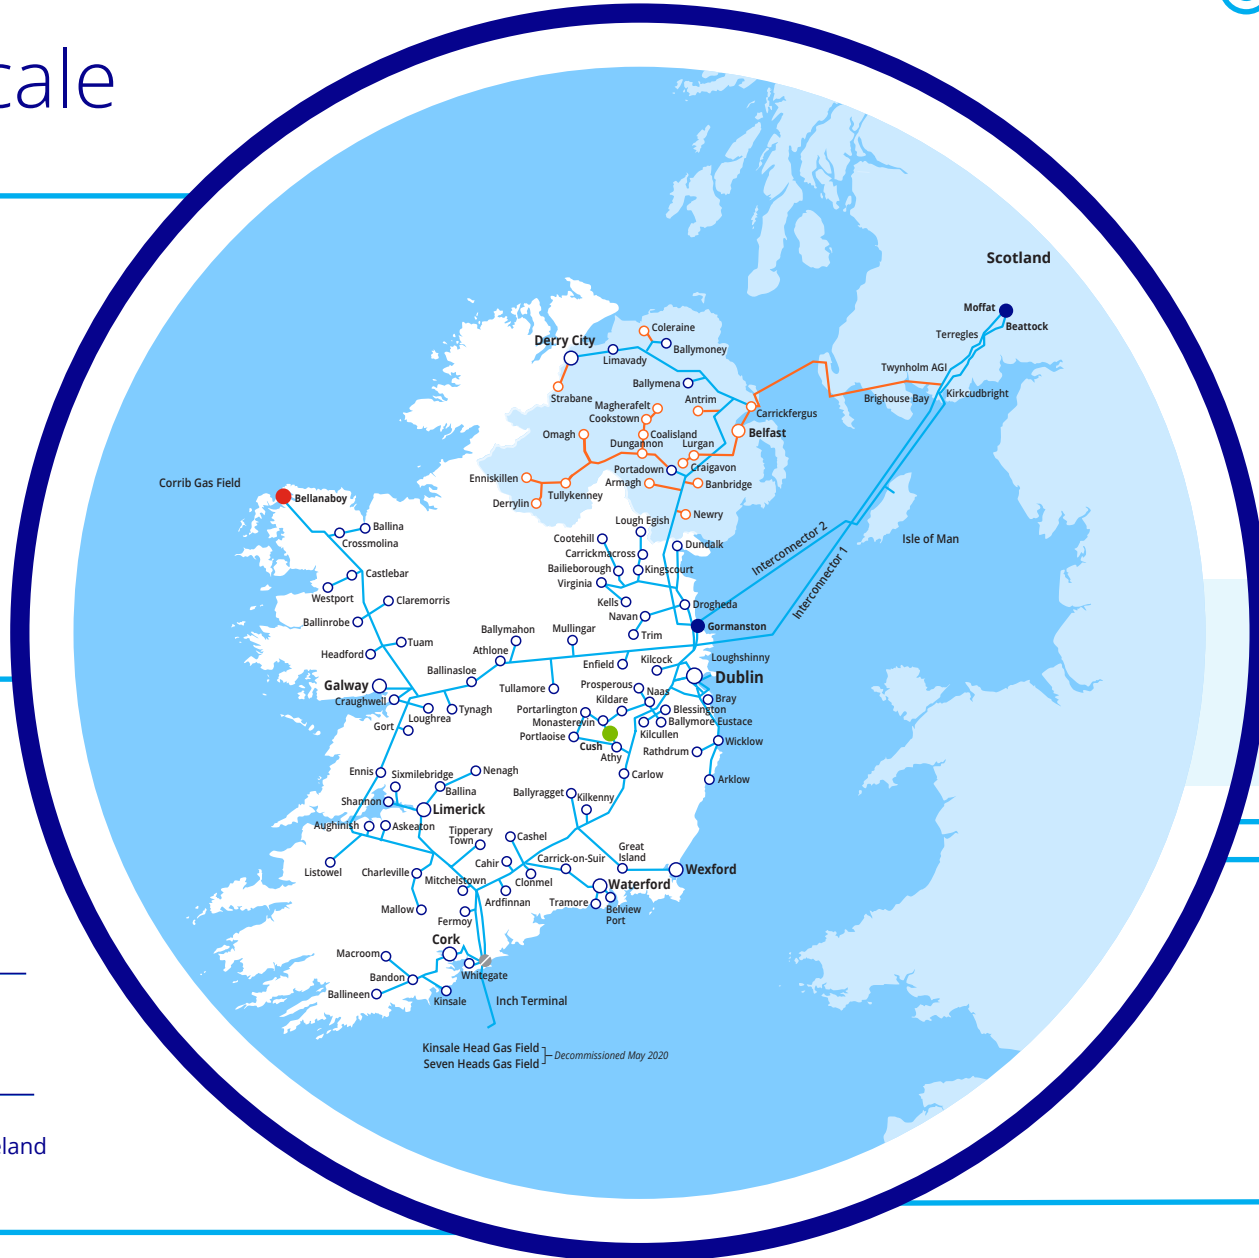 cale
Scotland
Moffat
Beattock
Terregles
Twynholm AGI
Brighouse Bay
Kirkcudbright
Coleraine
Derry City
Ballymoney
Limavady
Ballymena
Strabane
Magherafelt
Antrim
Cookstown
Carrickfergus
Omagh
Coalisland
Belfast
Dungannon
Lurgan
Portadown
Craigavon
Enniskillen
Armagh
Banbridge
Tullykenney
Derrylin
Newry
Corrib Gas Field
Bellanaboy
Ballina
Crossmolina
Lough Egish
Cootehill
Dundalk
Carrickmacross
Bailieborough
Kingscourt
Virginia
Interconnector 2
Interconnector 1
Isle of Man
Castlebar
Westport
Claremorris
Kells
Drogheda
Navan
Ballinrobe
Gormanston
Trim
Ballymahon
Mullingar
Tuam
Headford
Athlone
Enfield
Kilcock
Loughshinny
Ballinasloe
Dublin
Galway
Tullamore
Prosperous
Naas
Craughwell
Kildare
Bray
Loughrea
Tynagh
Portarlington
Blessington
Monasterevin
Ballymore Eustace
Gort
Portlaoise
Kilcullen
Cush
Wicklow
Athy
Rathdrum
Ennis
Sixmilebridge
Nenagh
Carlow
Arklow
Ballina
Shannon
Ballyragget
Kilkenny
Limerick
Aughinish
Askeaton
Tipperary
Town
Cashel
Great
Island
Listowel
Charleville
Cahir
Carrick-on-Suir
Wexford
Mitchelstown
Clonmel
Waterford
Ardfinnan
Tramore
Belview
Port
Mallow
Fermoy
Cork
Macroom
Whitegate
Bandon
Ballineen
Kinsale
Inch Terminal
Kinsale Head Gas Field
Seven Heads Gas Field
Decommissioned May 2020
eland